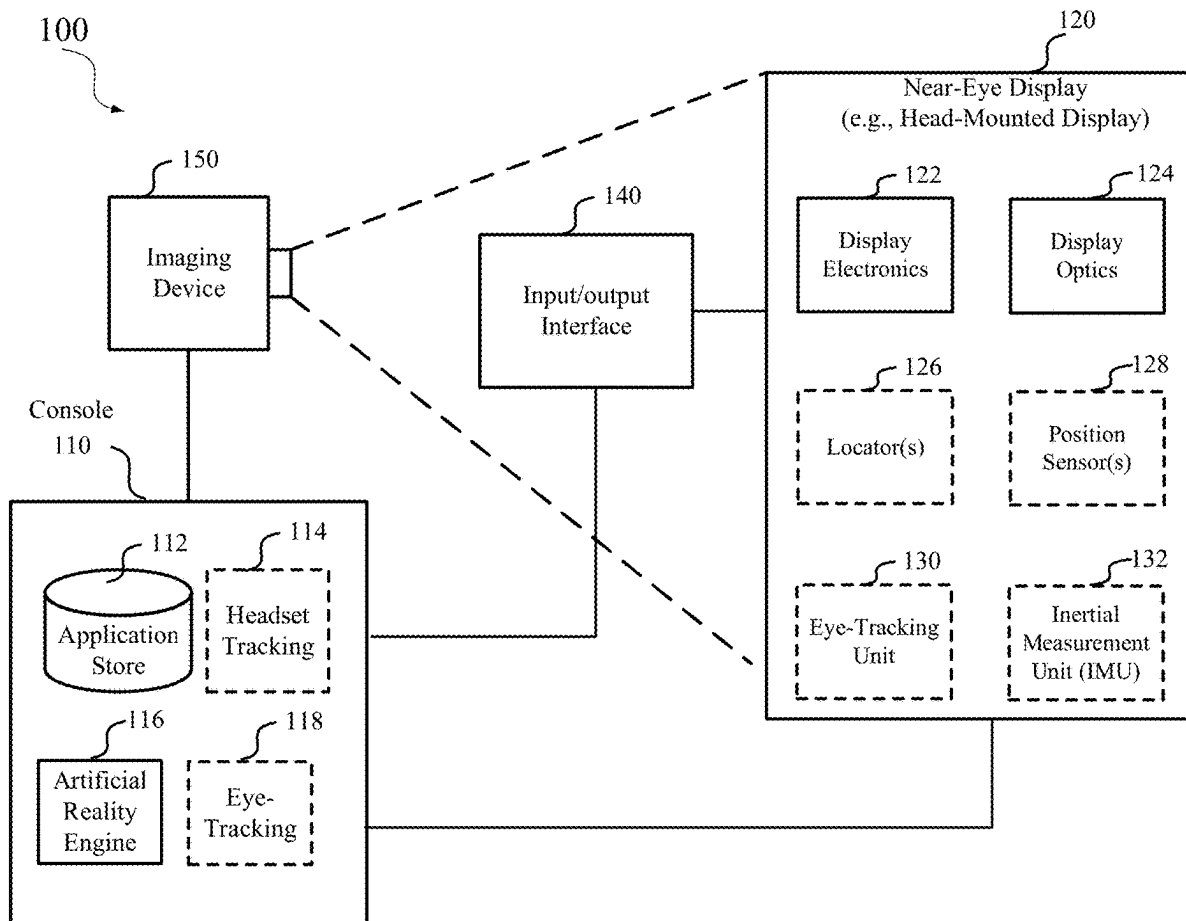 100
120
Near-Eye Display
(e.g., Head-Mounted Display)
150
Imaging
Device
140
Input/output
Interface
122
Display
Electronics
124
Display
Optics
126
Locator(s)
128
Position
Sensor(s)
130
Eye-Tracking
Unit
132
Inertial
Measurement
Unit (IMU)
Console
110
112
Application
Store
114
Headset
Tracking
116
Artificial
Reality
Engine
118
Eye-
Tracking